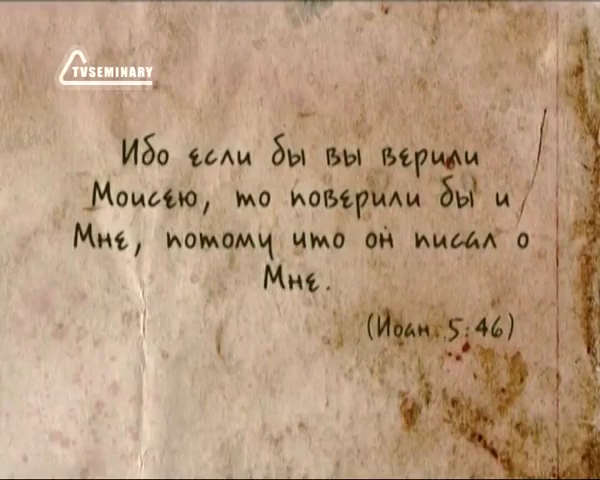 TVSEMINARY
Ибо если бы вы верили
Моисею, то поверили бы и
Мне, потому что он писал о
Мне.
(Иоан. 5:46)